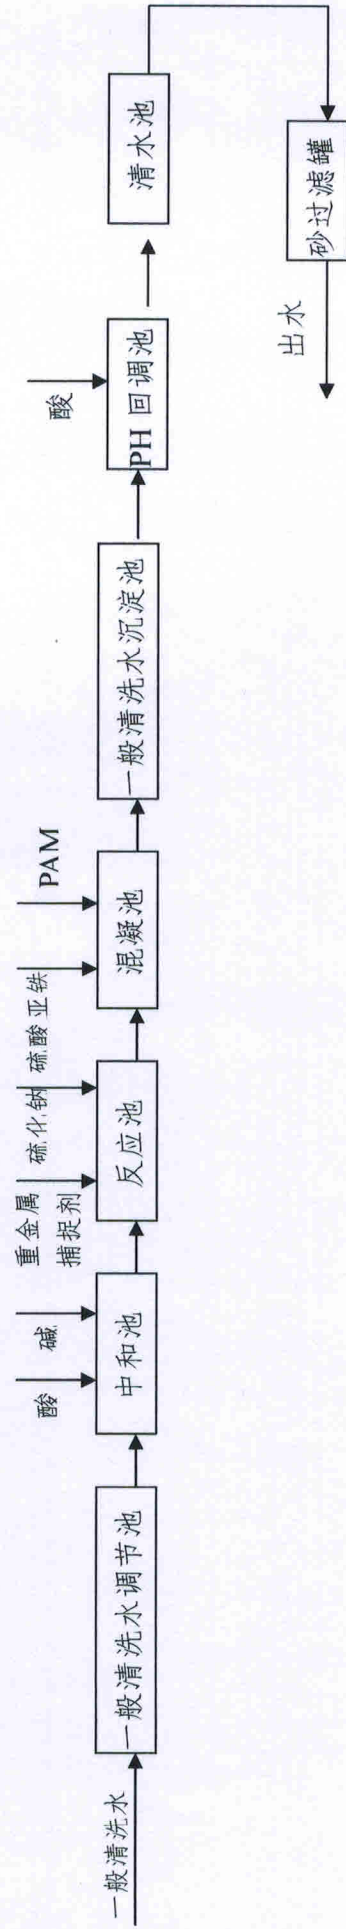 一般清洗水
一般清洗水调节池
酸
碱
中和池
重金属
捕捉剂
硫化钠
反应池
硫酸亚铁
PAM
混凝池
一般清洗水沉淀池
酸
PH 回调池
清水池
砂过滤罐
出水